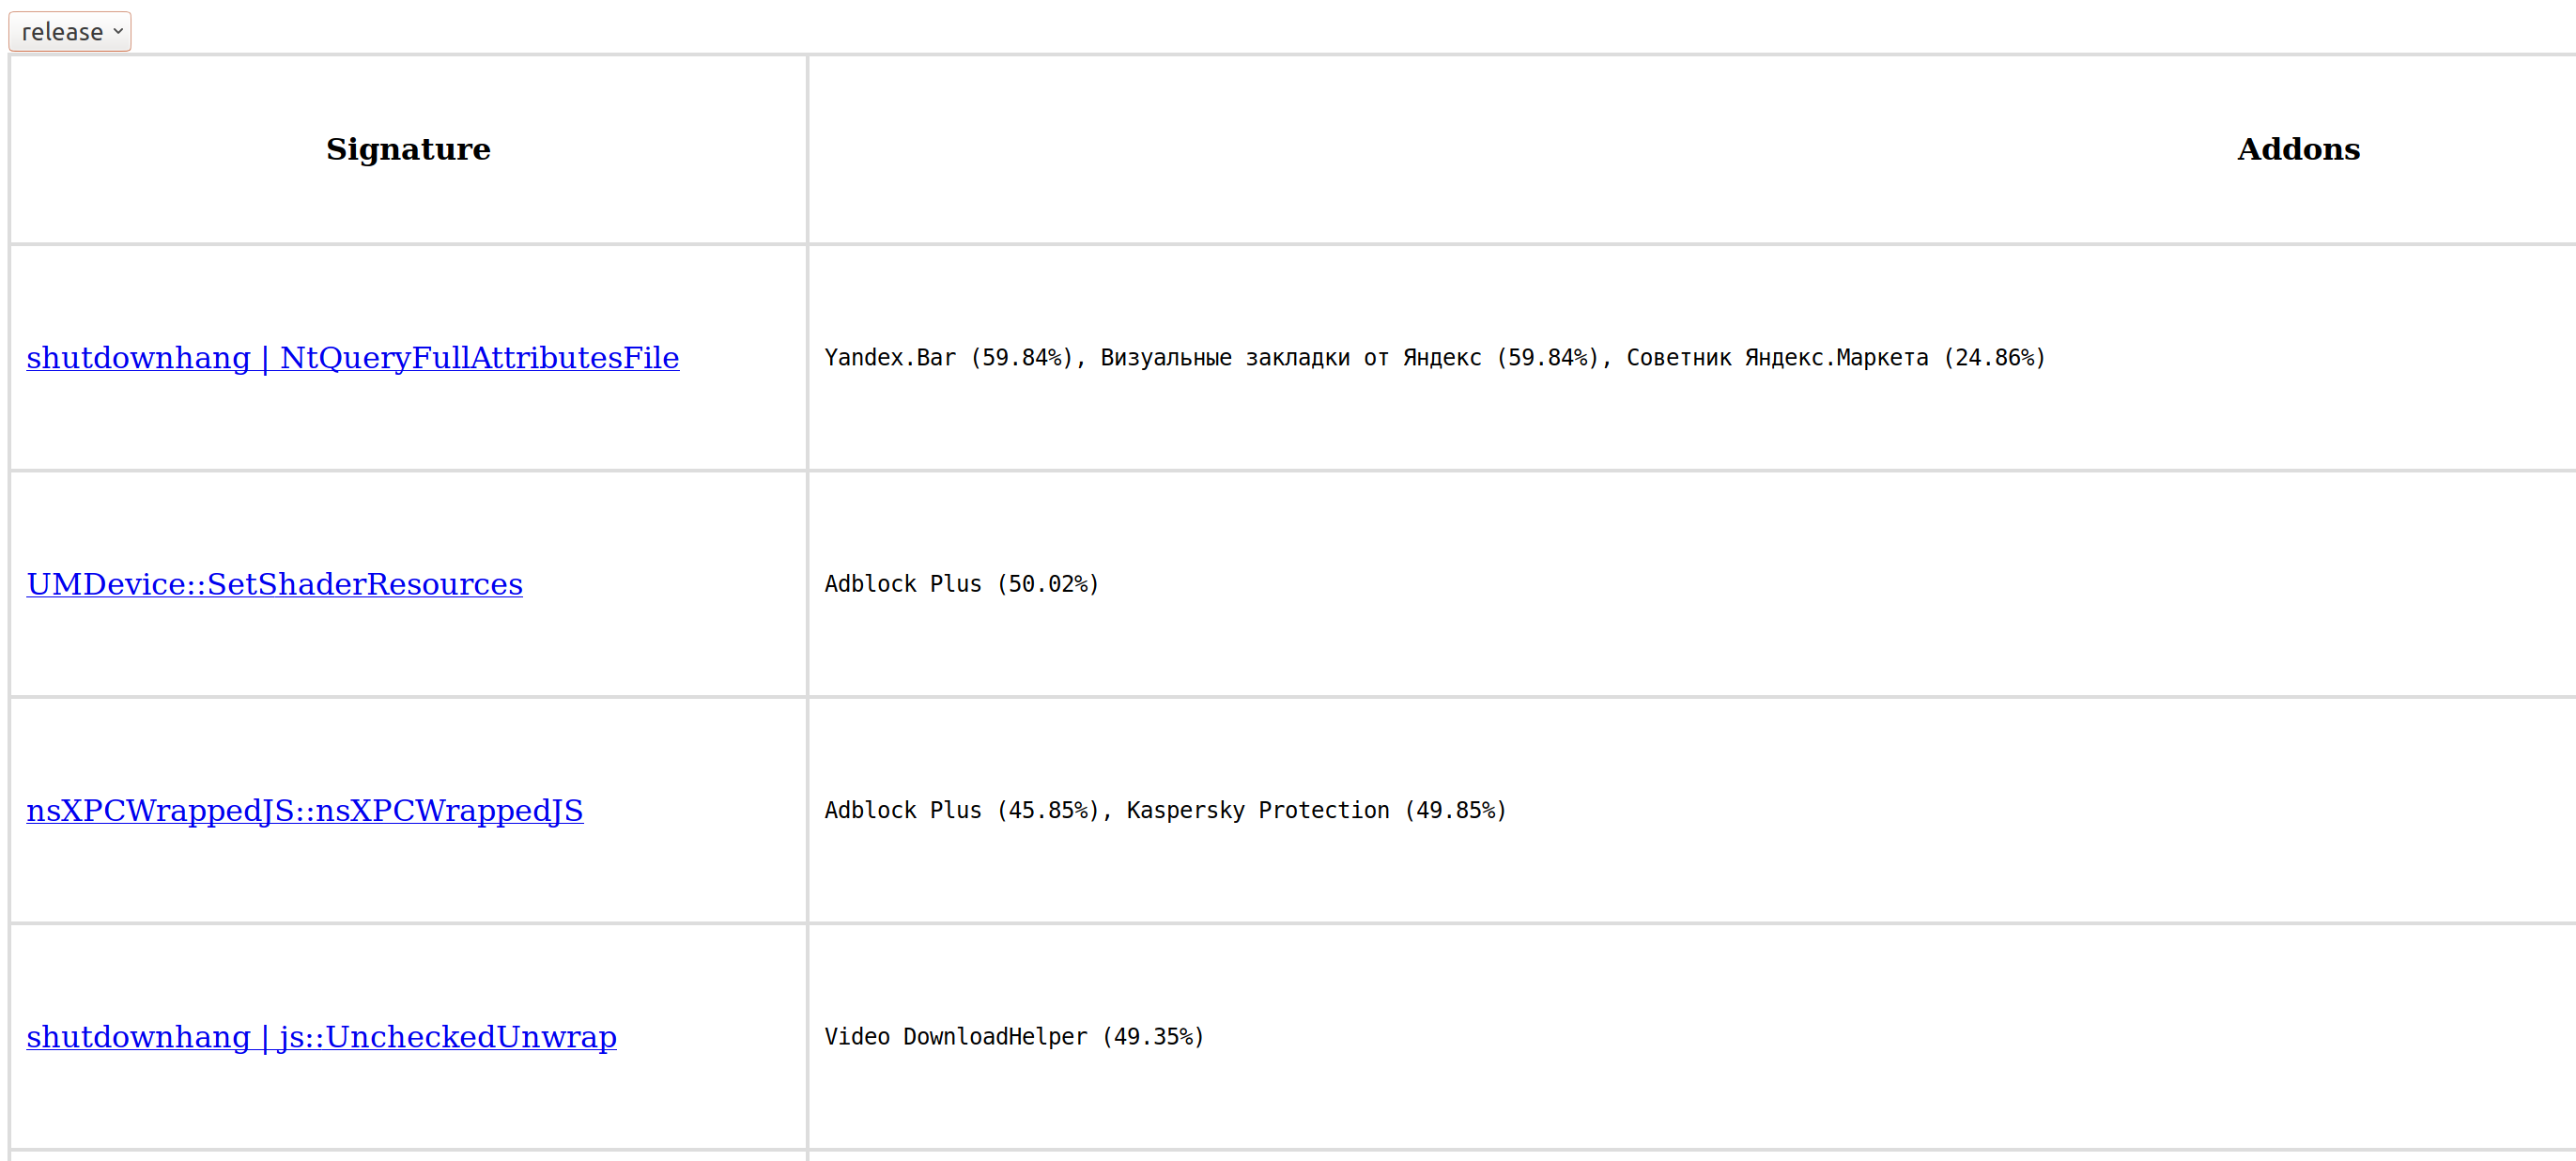 release
Signature
Addons
shutdownhang | NtQueryFullAttributesFile
Yandex.Bar (59.84%), Визуальные закладки от Яндекс (59.84%), Советник Яндекс.Маркета (24.86%)
UMDevice::SetShaderResources
Adblock Plus (50.02%)
nsXPCWrappedJS::nsXPCWrappedJS
Adblock Plus (45.85%), Kaspersky Protection (49.85%)
shutdownhang | js::UncheckedUnwrap
Video DownloadHelper (49.35%)